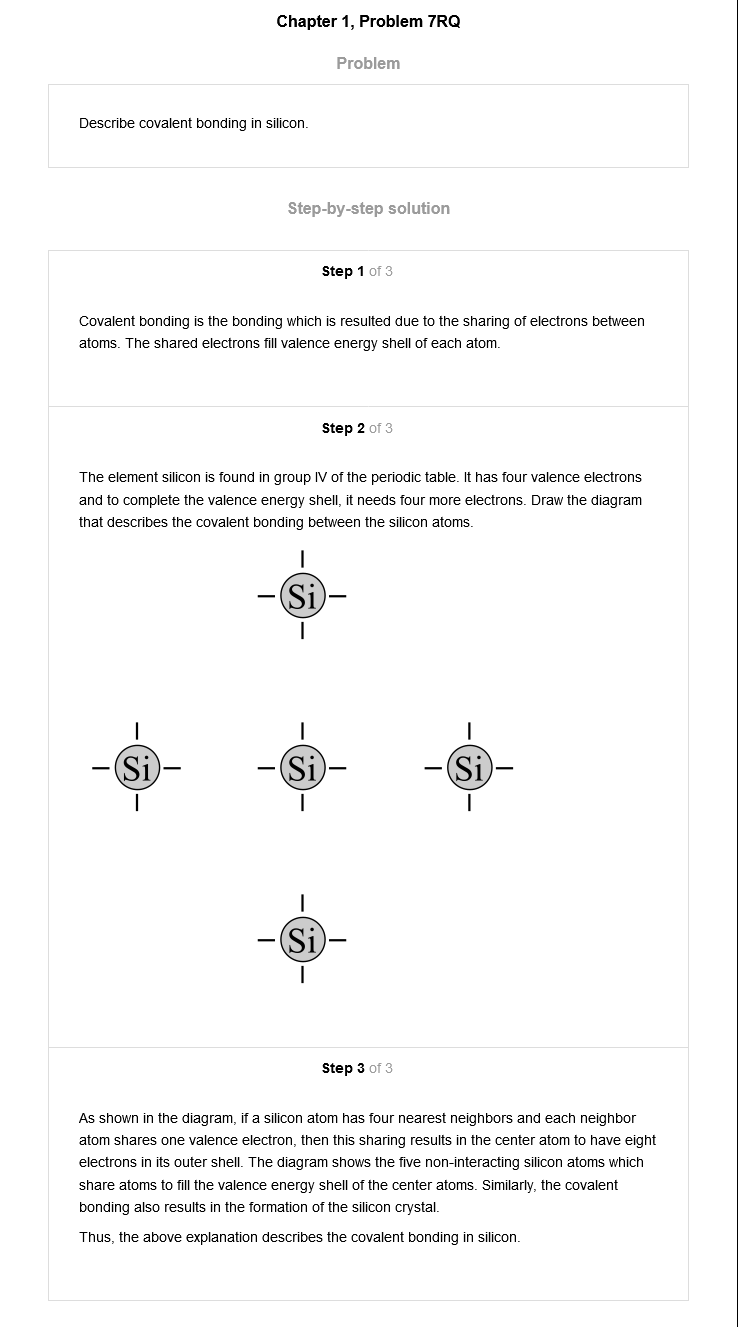 Chapter 1, Problem 7RQ
Problem
Describe covalent bonding in silicon.
Step-by-step solution
Step 1 of 3
Covalent bonding is the bonding which is resulted due to the sharing of electrons between
atoms. The shared electrons fill valence energy shell of each atom.
Step 2 of 3
The element silicon is found in group IV of the periodic table. It has four valence electrons
and to complete the valence energy shell, it needs four more electrons. Draw the diagram
that describes the covalent bonding between the silicon atoms.
Si
Si Si Si
Si
Step 3 of 3
As shown in the diagram, if a silicon atom has four nearest neighbors and each neighbor
atom shares one valence electron, then this sharing results in the center atom to have eight
electrons in its outer shell. The diagram shows the five non-interacting silicon atoms which
share atoms to fill the valence energy shell of the center atoms. Similarly, the covalent
bonding also results in the formation of the silicon crystal.
Thus, the above explanation describes the covalent bonding in silicon.